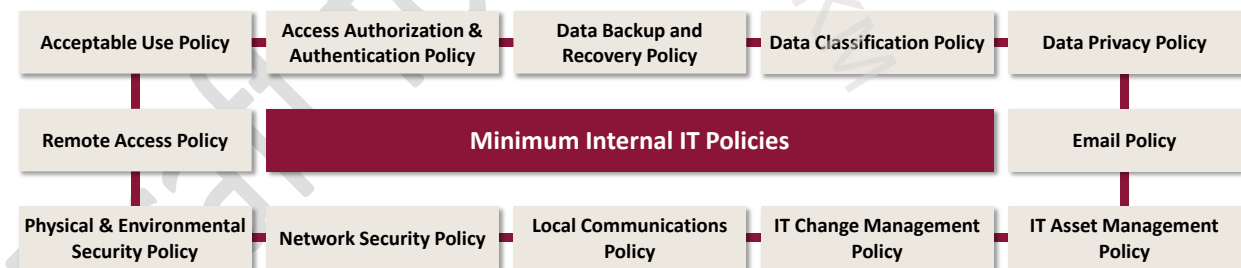 Acceptable Use Policy
Access Authorization &
Authentication Policy
Data Backup and
Recovery Policy
Data Classification Policy
Data Privacy Policy
Remote Access Policy
Minimum Internal IT Policies
Email Policy
Physical & Environmental
Security Policy
Network Security Policy
Local Communications
Policy
IT Change Management
Policy
IT Asset Management
Policy